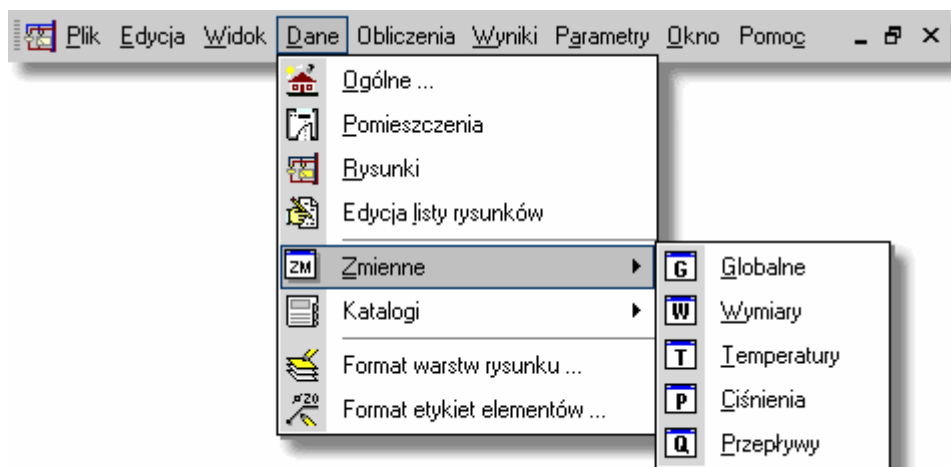 Plik Edycja Widok Dane Obliczenia Wyniki Parametry Okno Pomoc
Ogólne ...
Pomieszczenia
Rysunki
Edycja listy rysunków
ZM Zmienne
Katalogi
Format warstw rysunku ...
ø20 Format etykiet elementów ...
G Globalne
W Wymiary
T Temperatury
P Ciśnienia
Q Przepływy